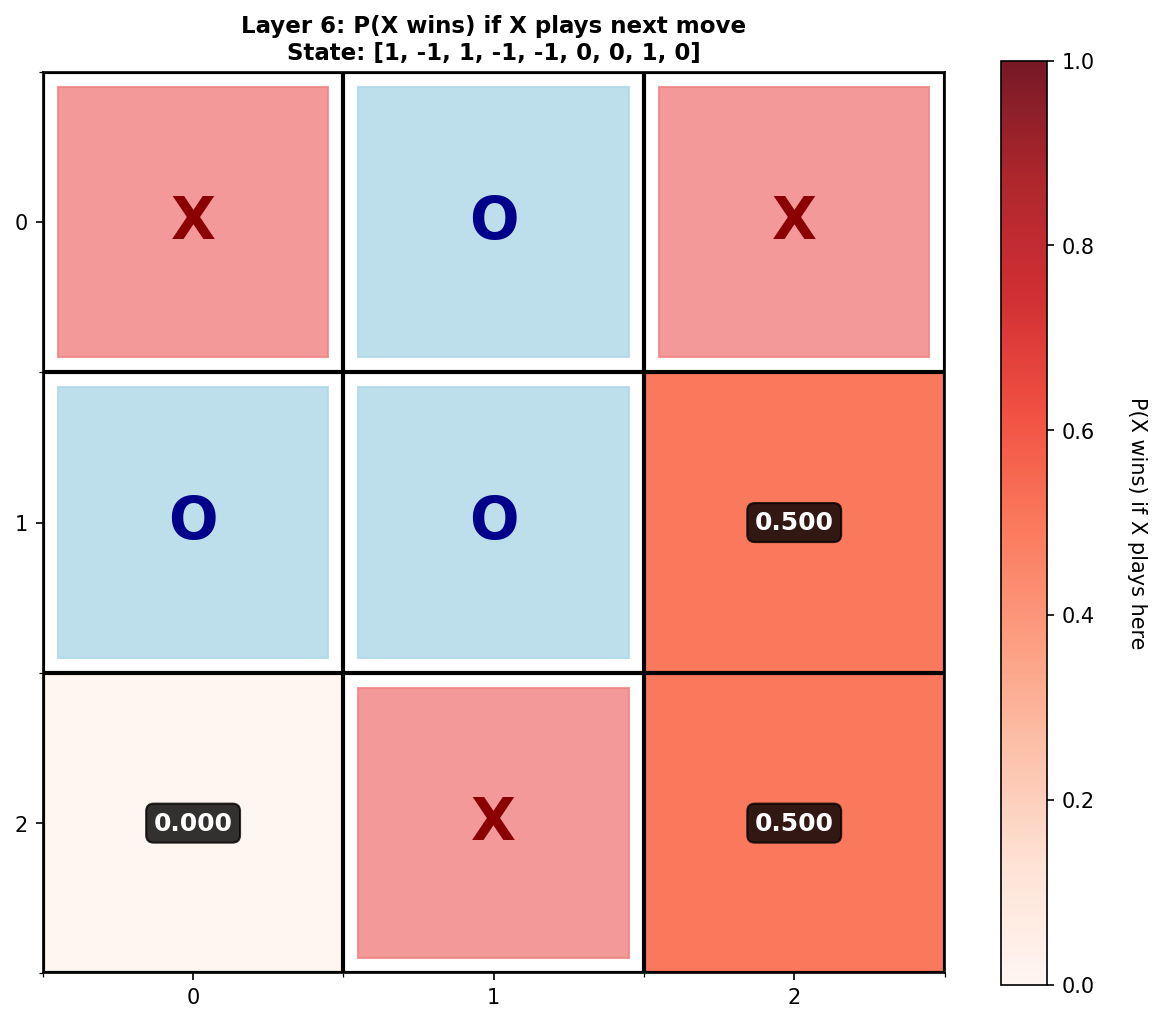 Layer 6: P(X wins) if X plays next move
State: [1, -1, 1, -1, -1, 0, 0, 1, 0]
X
O
X
O
O
0.500
0.000
X
0.500
0
1
2
0
1
2
1.0
0.8
0.6
0.4
0.2
0.0
P(X wins) if X plays here